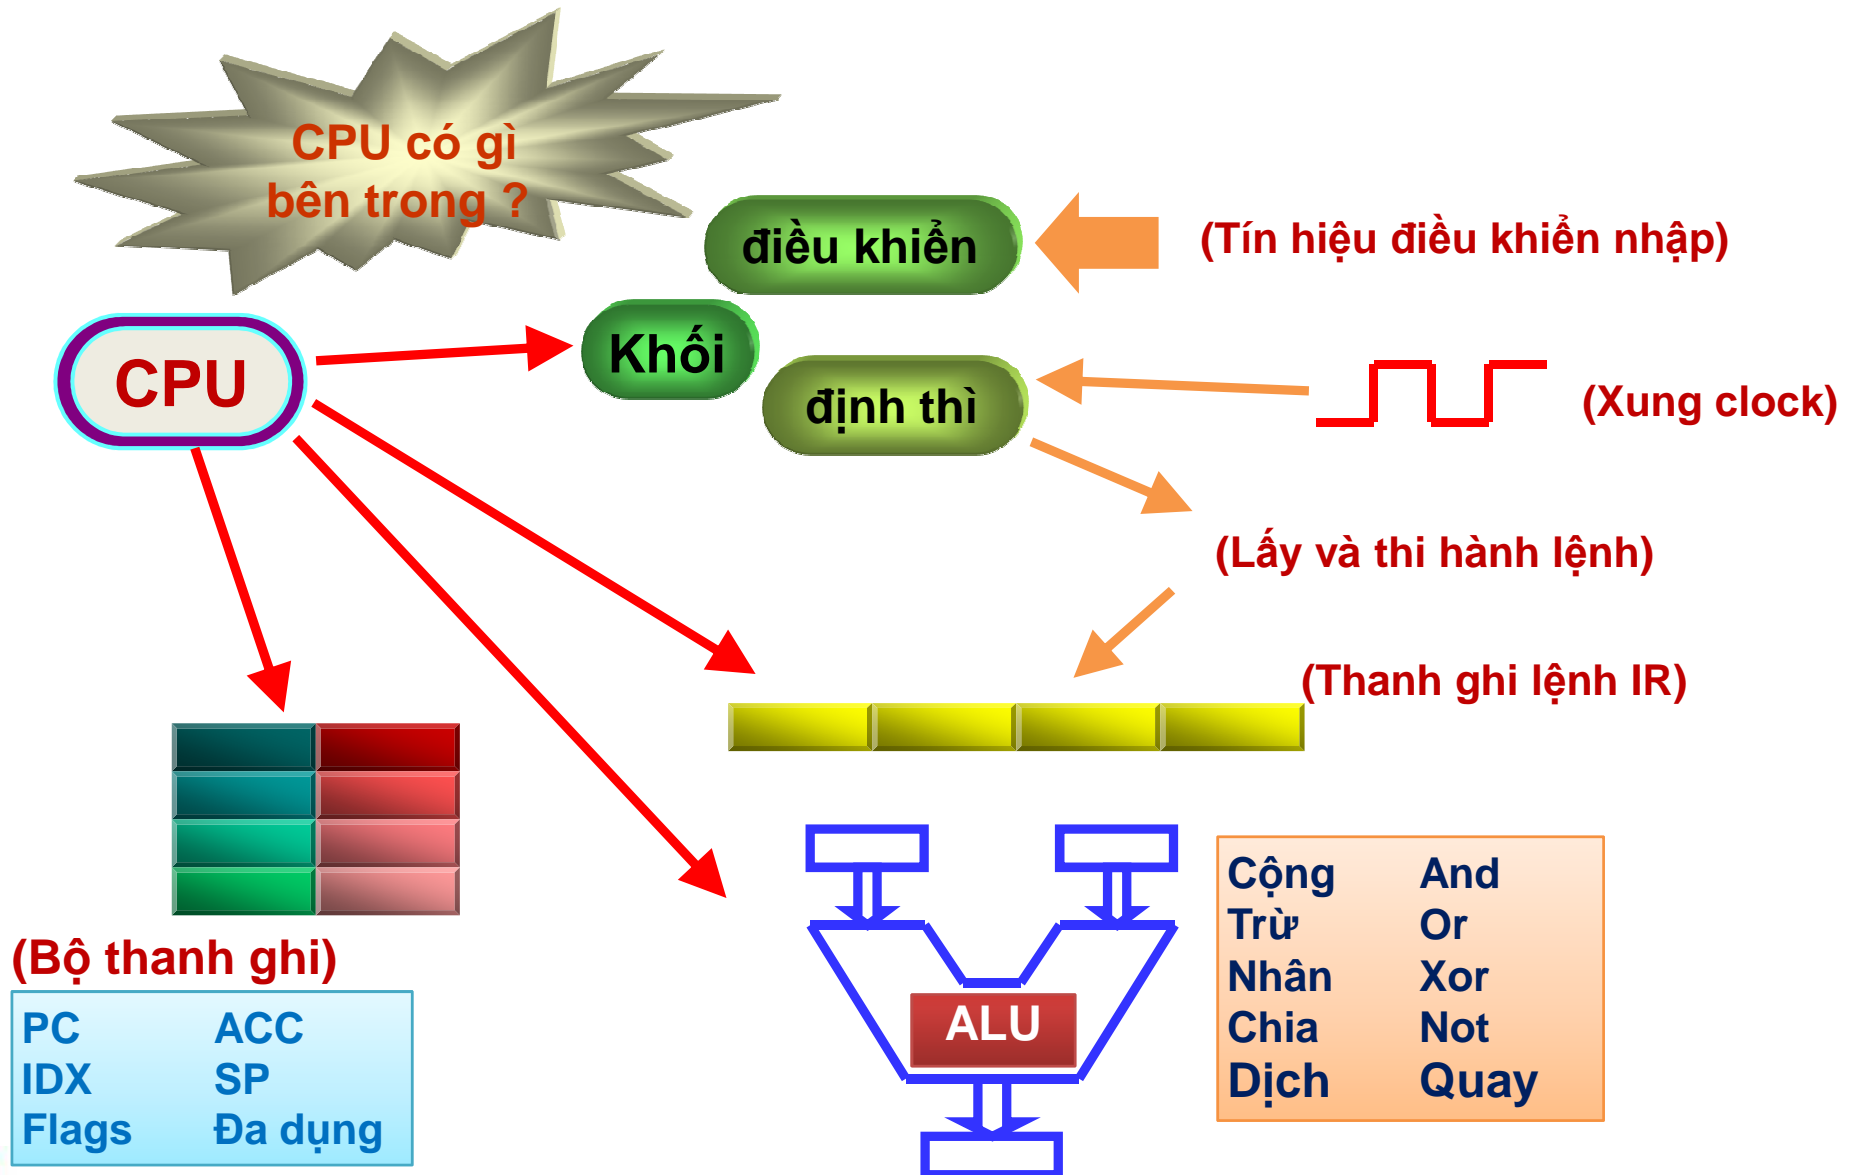 CPU có gì
bên trong ?
điều khiển
(Tín hiệu điều khiển nhập)
Khối
CPU
định thì
(Xung clock)
(Lấy và thi hành lệnh)
(Thanh ghi lệnh IR)
(Bộ thanh ghi)
PC ACC
IDX SP
Flags Đa dụng
ALU
Cộng And
Trừ Or
Nhân Xor
Chia Not
Dịch Quay